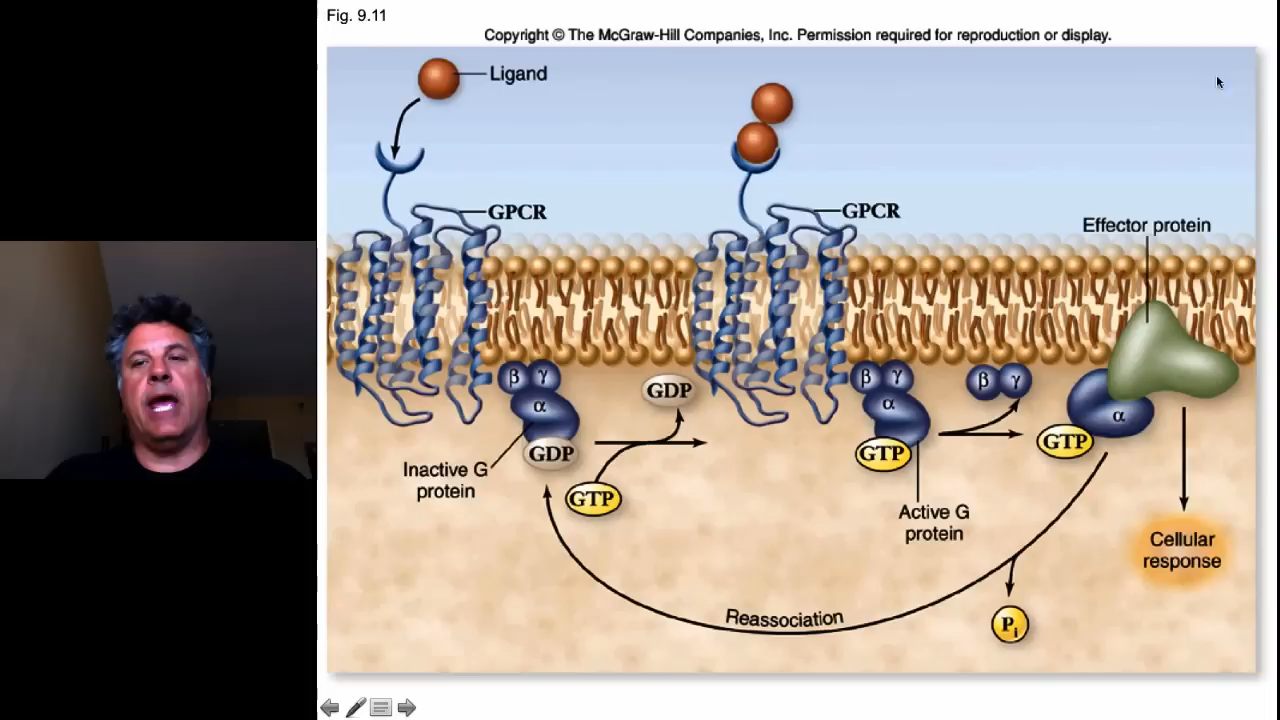 Fig. 9.11
Copyright © The McGraw-Hill Companies, Inc. Permission required for reproduction or display.
Ligand
GPCR
GPCR
Effector protein
β γ
α
GDP
GDP
GTP
Inactive G
protein
β γ
α
GTP
Active G
protein
β γ
α
GTP
Cellular
response
Reassociation
Pi